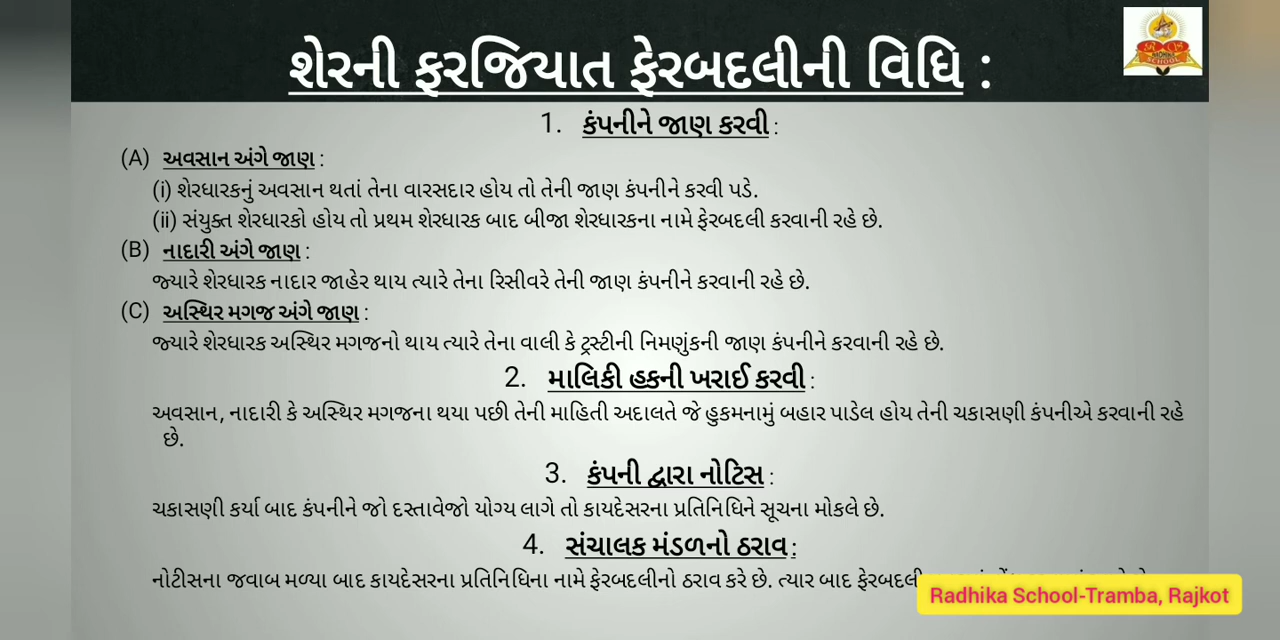 શેરની ફરજિયાત ફેરબદલીની વિધિ :
RADHIKA
SCHOOL
1. કંપનીને જાણ કરવી :
(A) અવસાન અંગે જાણ :
(i) શેરધારકનું અવસાન થતાં તેના વારસદાર હોય તો તેની જાણ કંપનીને કરવી પડે.
(ii) સંયુક્ત શેરધારકો હોય તો પ્રથમ શેરધારક બાદ બીજા શેરધારકના નામે ફેરબદલી કરવાની રહે છે.
(B) નાદારી અંગે જાણ :
જ્યારે શેરધારક નાદાર જાહેર થાય ત્યારે તેના રિસીવરે તેની જાણ કંપનીને કરવાની રહે છે.
(C) અસ્થિર મગજ અંગે જાણ :
જ્યારે શેરધારક અસ્થિર મગજનો થાય ત્યારે તેના વાલી કે ટ્રસ્ટીની નિમણુંકની જાણ કંપનીને કરવાની રહે છે.
2. માલિકી હકની ખરાઈ કરવી :
અવસાન, નાદારી કે અસ્થિર મગજના થયા પછી તેની માહિતી અદાલતે જે હુકમનામું બહાર પાડેલ હોય તેની ચકાસણી કંપનીએ કરવાની રહે
છે.
3. કંપની દ્વારા નોટિસ :
ચકાસણી કર્યા બાદ કંપનીને જો દસ્તાવેજો યોગ્ય લાગે તો કાયદેસરના પ્રતિનિધિને સૂચના મોકલે છે.
4. સંચાલક મંડળનો ઠરાવ :
નોટીસના જવાબ મળ્યા બાદ કાયદેસરના પ્રતિનિધિના નામે ફેરબદલીનો ઠરાવ કરે છે. ત્યાર બાદ ફેરબદલી
Radhika School-Tramba, Rajkot